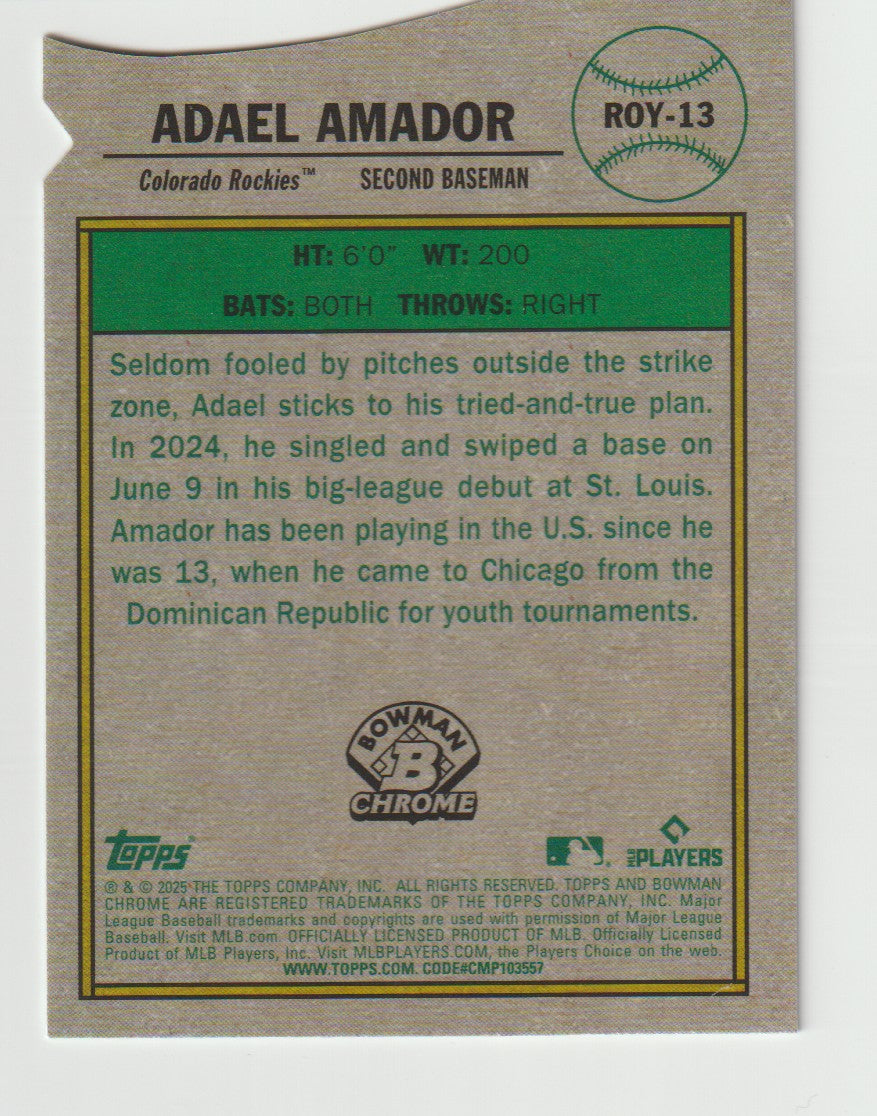 ADAEL AMADOR
ROY-13
Colorado Rockies™ SECOND BASEMAN
HT: 6'0" WT: 200
BATS: BOTH THROWS: RIGHT
Seldom fooled by pitches outside the strike
zone, Adael sticks to his tried-and-true plan.
In 2024, he singled and swiped a base on
June 9 in his big-league debut at St. Louis.
Amador has been playing in the U.S. since he
was 13, when he came to Chicago from the
Dominican Republic for youth tournaments.
BOWMAN
B
CHROME
Topps®
MLB PLAYERS
® & © 2025 THE TOPPS COMPANY, INC. ALL RIGHTS RESERVED. TOPPS AND BOWMAN
CHROME ARE REGISTERED TRADEMARKS OF THE TOPPS COMPANY, INC. Major
League Baseball trademarks and copyrights are used with permission of Major League
Baseball. Visit MLB.com. OFFICIALLY LICENSED PRODUCT OF MLB. Officially Licensed
Product of MLB Players, Inc. Visit MLBPLAYERS.COM, the Players Choice on the web.
WWW.TOPPS.COM. CODE#CMP103557